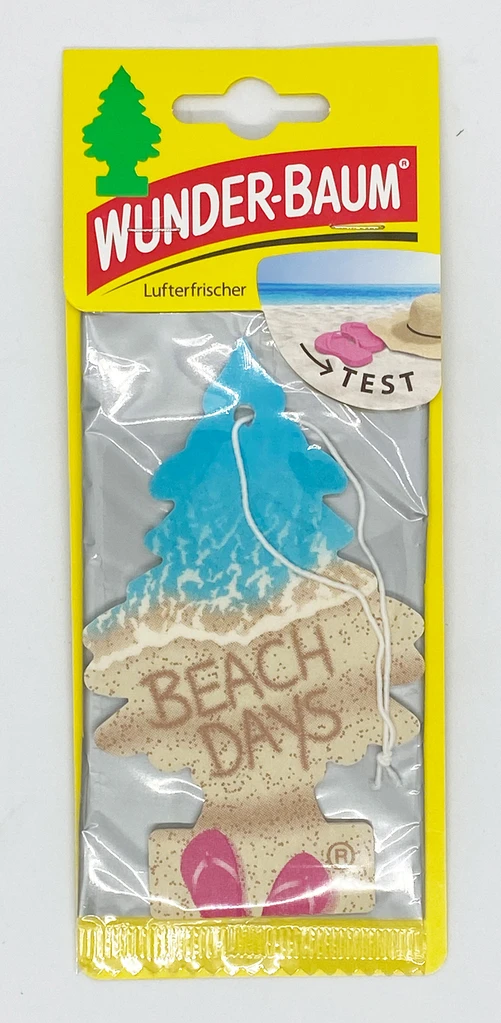 WUNDER-BAUM®
Lufterfrischer
TEST
BEACH
DAYS
®